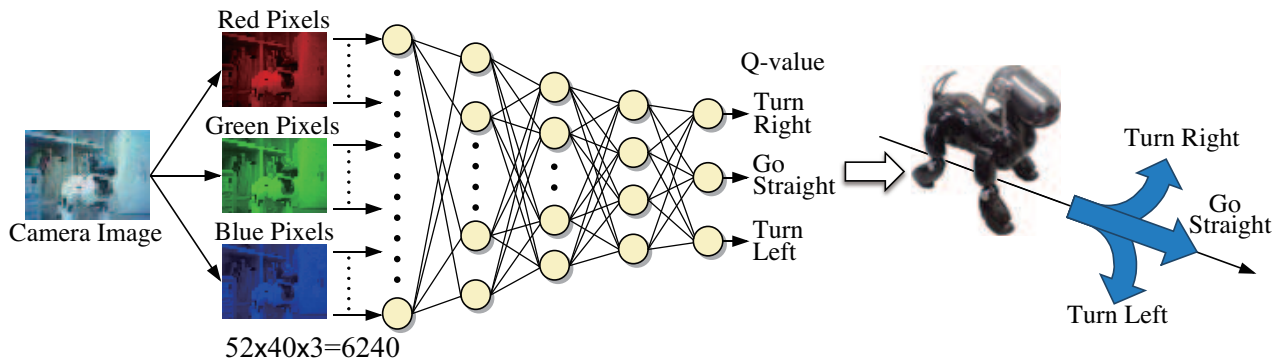 Red Pixels
Green Pixels
Camera Image
Blue Pixels
52x40x3=6240
Q-value
Turn
Right
Go
Straight
Turn
Left
Turn Right
Go
Straight
Turn Left